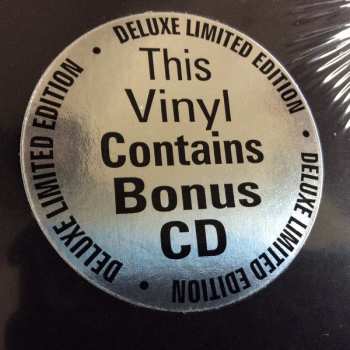 DELUXE LIMITED EDITION • DELUXE LIMITED EDITION • DELUXE LIMITED EDITION •
This
Vinyl
Contains
Bonus
CD